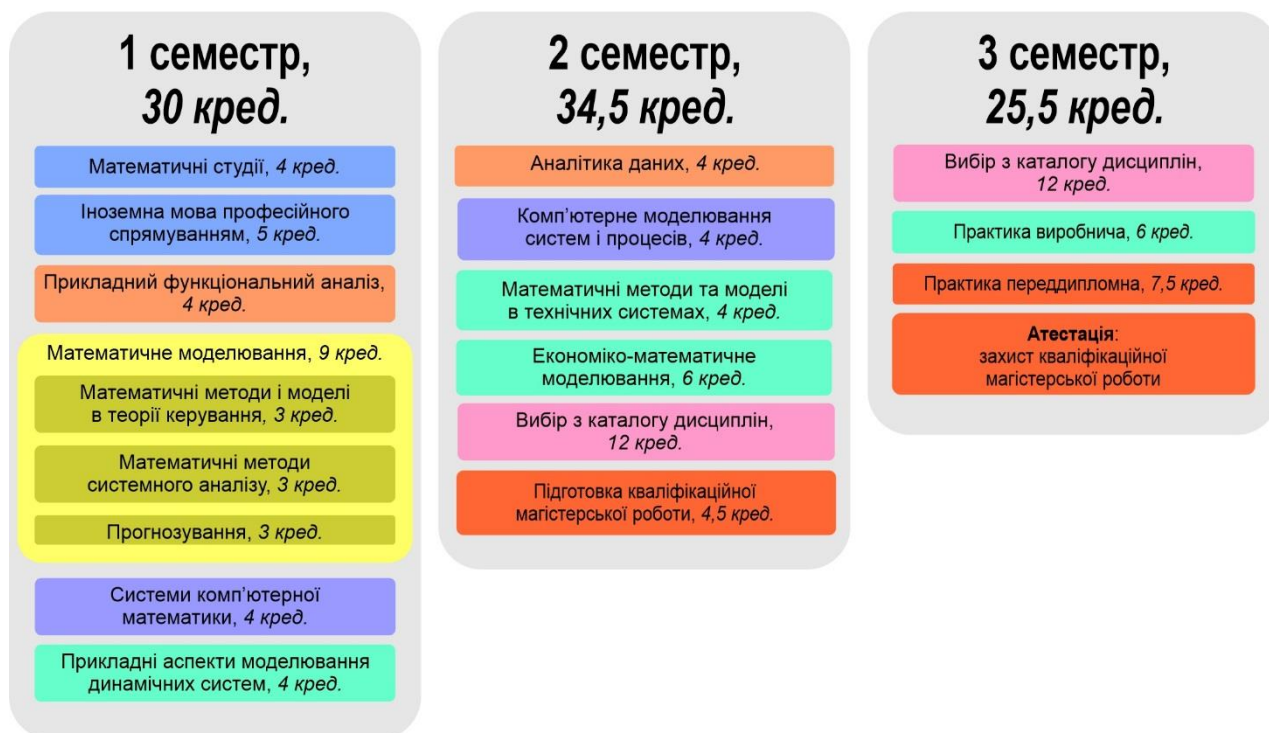 1 семестр,
30 кред.
Математичні студії, 4 кред.
Іноземна мова професійного
спрямуванням, 5 кред.
Прикладний функціональний аналіз,
4 кред.
Математичне моделювання, 9 кред.
Математичні методи і моделі
в теорії керування, 3 кред.
Математичні методи
системного аналізу, 3 кред.
Прогнозування, 3 кред.
Системи комп’ютерної
математики, 4 кред.
Прикладні аспекти моделювання
динамічних систем, 4 кред.
2 семестр,
34,5 кред.
Аналітика даних, 4 кред.
Комп’ютерне моделювання
систем і процесів, 4 кред.
Математичні методи та моделі
в технічних системах, 4 кред.
Економіко-математичне
моделювання, 6 кред.
Вибір з каталогу дисциплін,
12 кред.
Підготовка кваліфікаційної
магістерської роботи, 4,5 кред.
3 семестр,
25,5 кред.
Вибір з каталогу дисциплін,
12 кред.
Практика виробнича, 6 кред.
Практика переддипломна, 7,5 кред.
Атестація:
захист кваліфікаційної
магістерської роботи